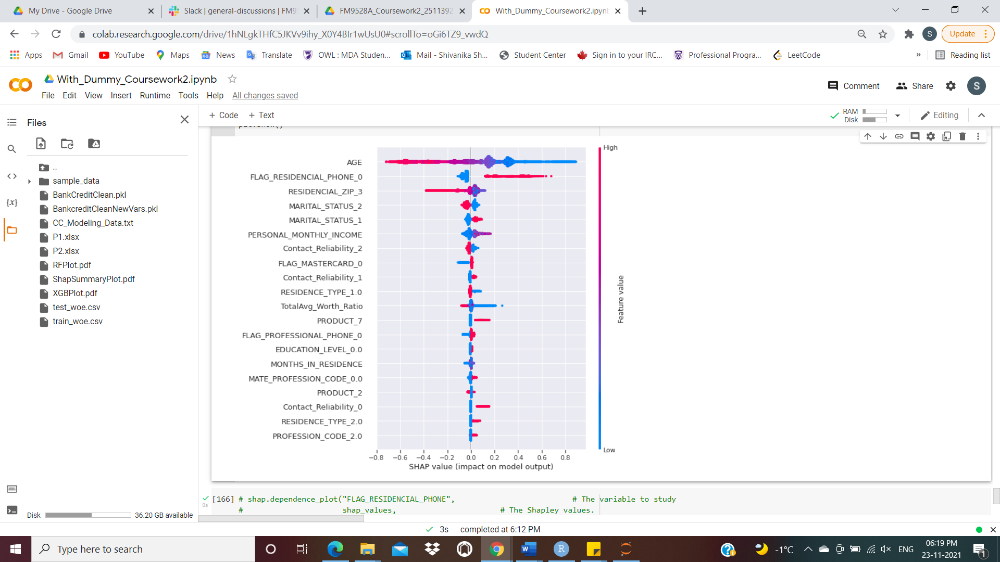 My Drive - Google Drive
Slack | general-discussions | FM9
FM9528A_Coursework2_2511392
With_Dummy_Coursework2.ipynb
colab.research.google.com/drive/1hNLgkTHfC5JKVv9ihy_X0Y4BIr1wUsU0#scrollTo=oGi6TZ9_vwdQ
S
Update
Apps
Gmail
YouTube
Maps
News
Translate
OWL : MDA Studen...
Mail - Shivanika Sh...
Student Center
Sign in to your IRC...
Professional Progra...
LeetCode
»
Reading list
With_Dummy_Coursework2.ipynb
Comment
Share
S
File Edit View Insert Runtime Tools Help All changes saved
+ Code + Text
RAM
Disk
Editing
Files
..
sample_data
BankCreditClean.pkl
BankcreditCleanNewVars.pkl
CC_Modeling_Data.txt
P1.xlsx
P2.xlsx
RFPlot.pdf
ShapSummaryPlot.pdf
XGBPlot.pdf
test_woe.csv
train_woe.csv
{x}
Disk
36.20 GB available
High
AGE
FLAG_RESIDENCIAL_PHONE_0
RESIDENCIAL_ZIP_3
MARITAL_STATUS_2
MARITAL_STATUS_1
PERSONAL_MONTHLY_INCOME
Contact_Reliability_2
FLAG_MASTERCARD_0
Contact_Reliability_1
RESIDENCE_TYPE_1.0
TotalAvg_Worth_Ratio
PRODUCT_7
FLAG_PROFESSIONAL_PHONE_0
EDUCATION_LEVEL_0.0
MONTHS_IN_RESIDENCE
MATE_PROFESSION_CODE_0.0
PRODUCT_2
Contact_Reliability_0
RESIDENCE_TYPE_2.0
PROFESSION_CODE_2.0
Feature value
Low
−0.8 −0.6 −0.4 −0.2 0.0 0.2 0.4 0.6 0.8
SHAP value (impact on model output)
[166] # shap.dependence_plot("FLAG_RESIDENCIAL_PHONE", # The variable to study
0s
# shap_values, # The Shapley values.
3s completed at 6:12 PM
Type here to search
-1°C
ENG
06:19 PM
23-11-2021
1